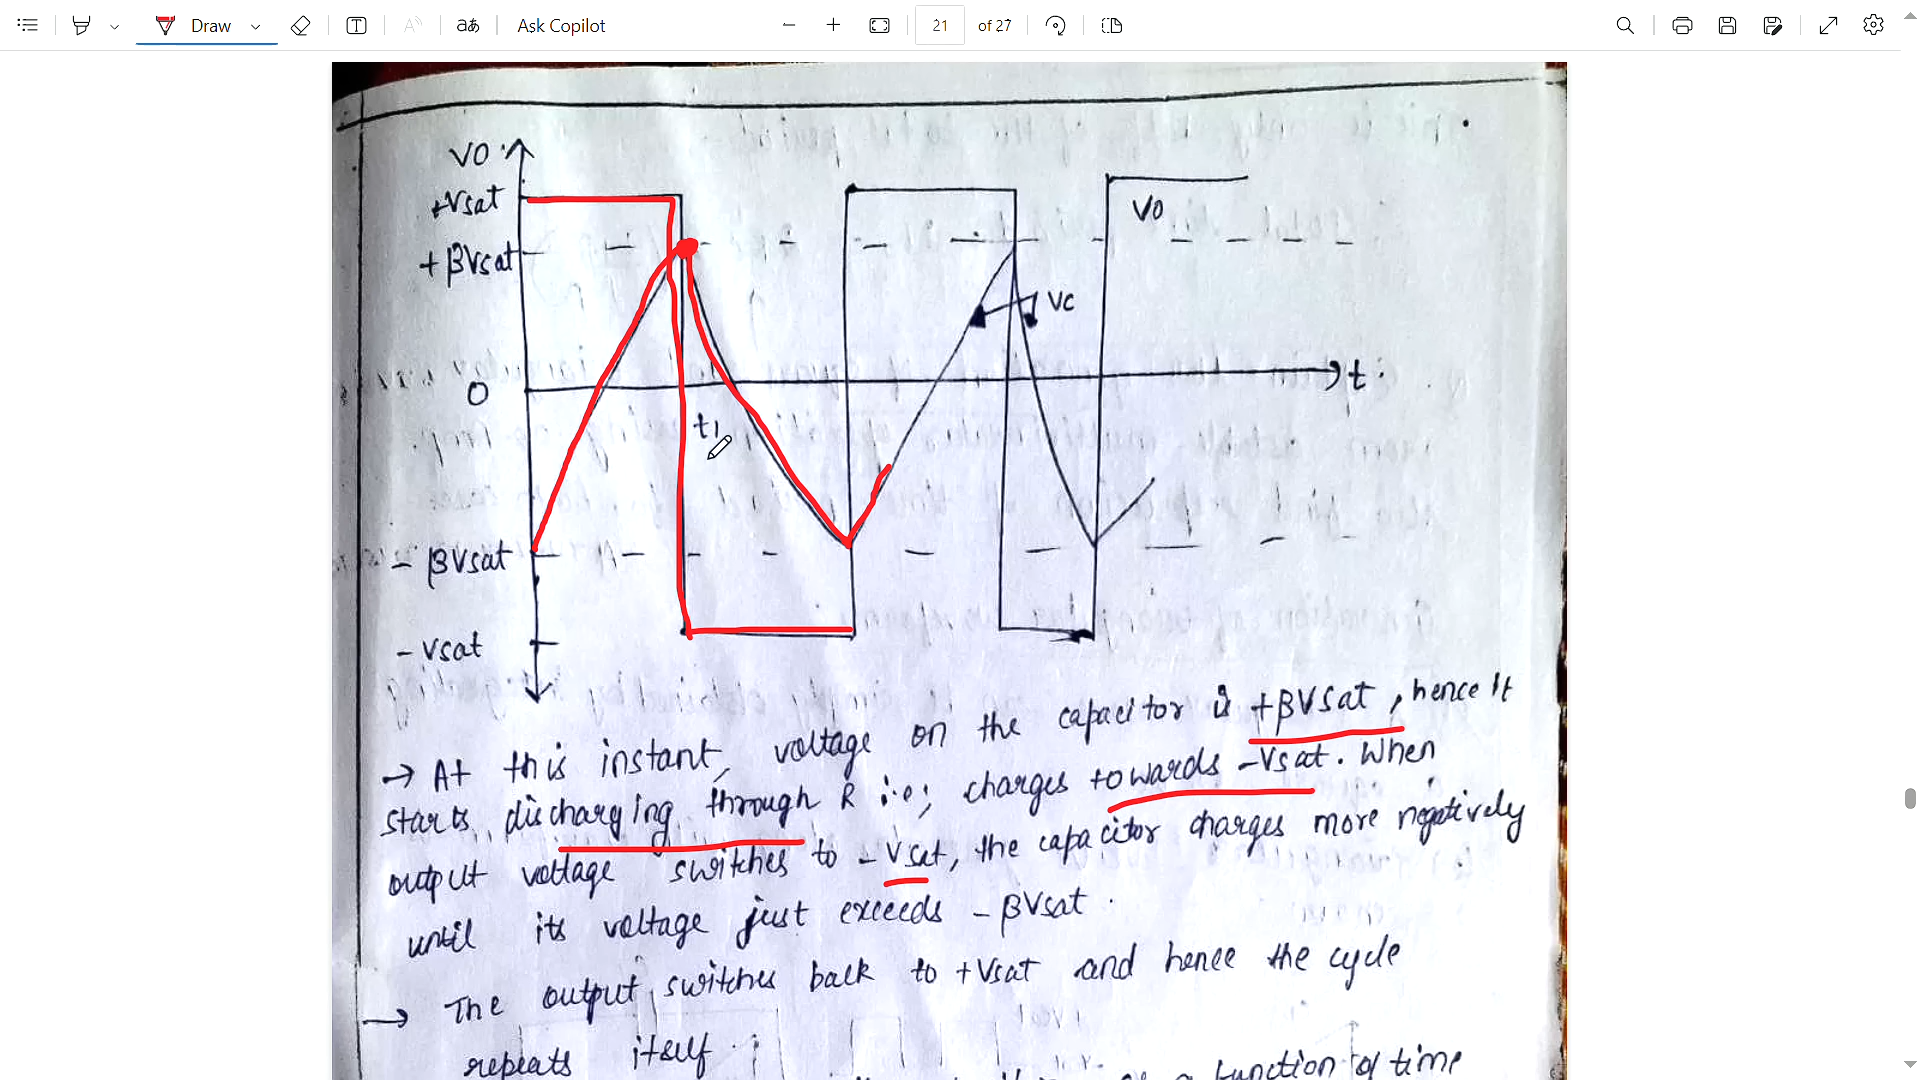 Draw
aあ
Ask Copilot
21
of 27
VO
+Vsat
+βVsat
VO
VC
0
t
t1
- βVsat
- Vsat
→ At this instant, voltage on the capacitor is +βVsat, hence it
starts discharging through R i.e; charges towards -Vsat. When
output voltage switches to -Vsat, the capacitor charges more negatively
until its voltage just exceeds - βVsat.
→ The output switches back to +Vsat and hence the cycle
repeats itself.
a function of time